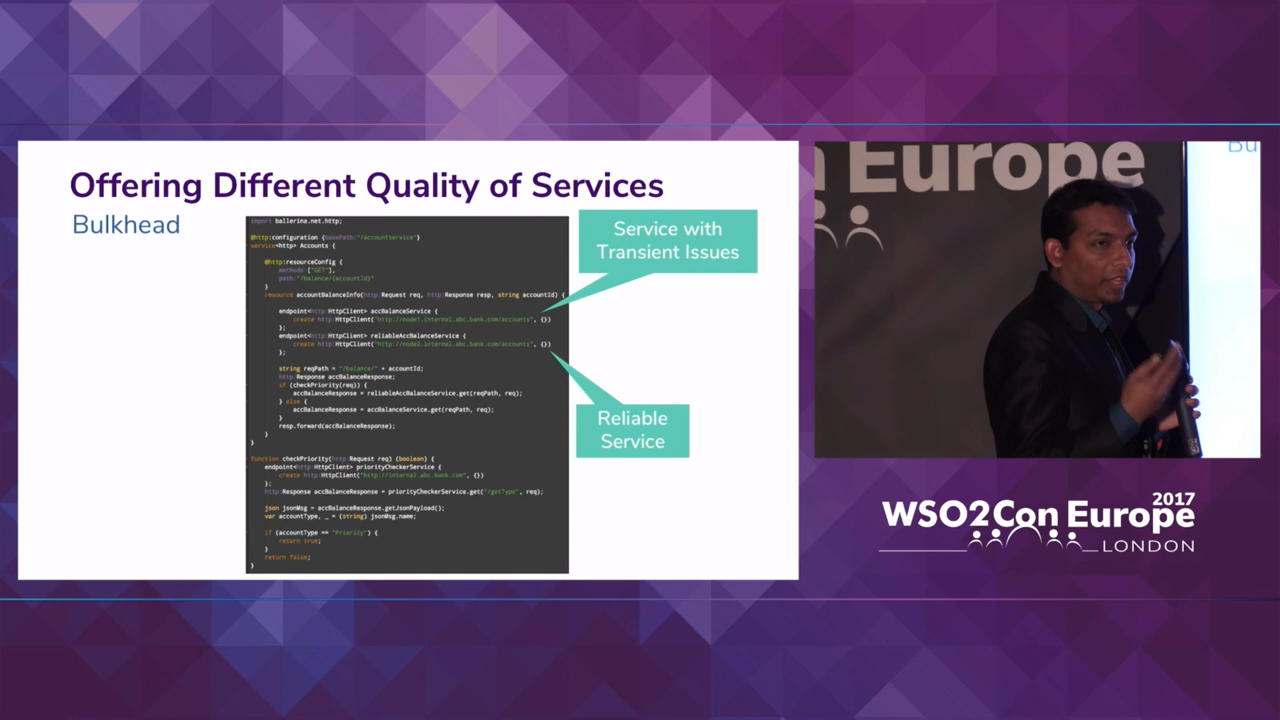 Offering Different Quality of Services
Bulkhead
import ballerina.net.http;
@http:configuration {basePath:"/accountservice"}
service<http> Accounts {
@http:resourceConfig {
methods:["GET"],
path:"/balance/{accountId}"
}
resource accountBalanceInfo(http:Request req, http:Response resp, string accountId) {
endpoint<http:HttpClient> accBalanceService {
create http:HttpClient("http://node1.internal.abc.bank.com/accounts", {})
};
endpoint<http:HttpClient> reliableAccBalanceService {
create http:HttpClient("http://node2.internal.abc.bank.com/accounts", {})
};
string reqPath = "/balance/" + accountId;
http:Response accBalanceResponse;
if (checkPriority(req)) {
accBalanceResponse = reliableAccBalanceService.get(reqPath, req);
} else {
accBalanceResponse = accBalanceService.get(reqPath, req);
}
resp.forward(accBalanceResponse);
}
}
function checkPriority(http:Request req) (boolean) {
endpoint<http:HttpClient> priorityCheckerService {
create http:HttpClient("http://internal.abc.bank.com", {})
};
http:Response accBalanceResponse = priorityCheckerService.get("/getType", req);
json jsonMsg = accBalanceResponse.getJsonPayload();
var accountType, _ = (string) jsonMsg.name;
if (accountType == "Priority") {
return true;
}
return false;
}
Service with
Transient Issues
Reliable
Service
n Europe
Bu
2017
WSO2Con Europe
LONDON